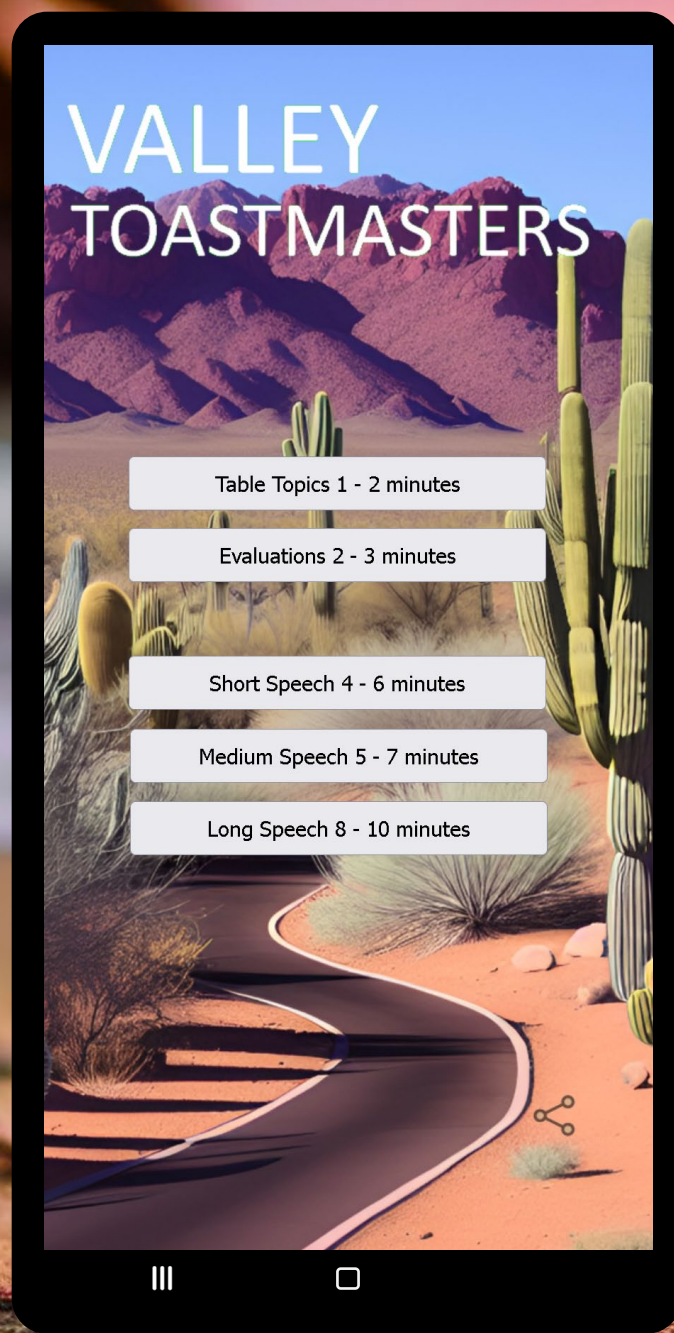 VALLEY
TOASTMASTERS
Table Topics 1 - 2 minutes
Evaluations 2 - 3 minutes
Short Speech 4 - 6 minutes
Medium Speech 5 - 7 minutes
Long Speech 8 - 10 minutes